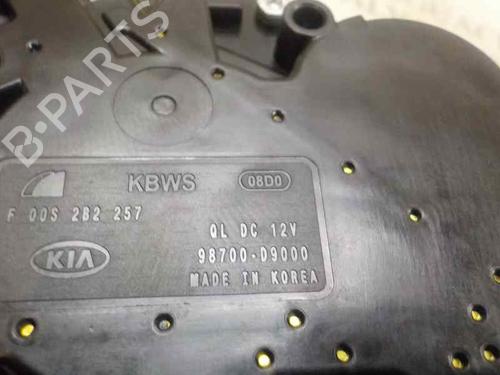 B-PARTS
KBWS 08D0
F 00S 2B2 257
QL DC 12V
KIA 98700-D9000
MADE IN KOREA